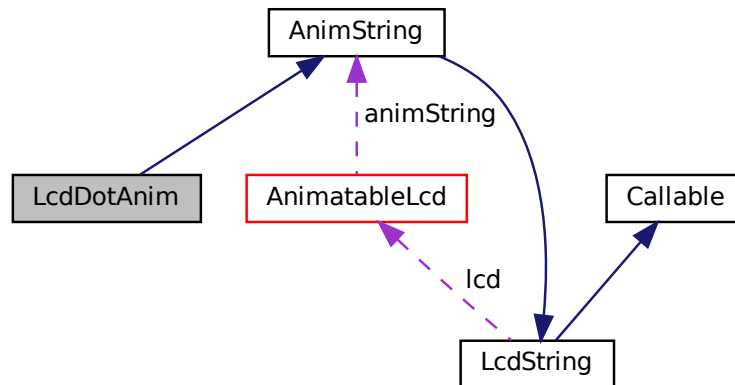 AnimString
animString
LcdDotAnim
AnimatableLcd
Callable
lcd
LcdString